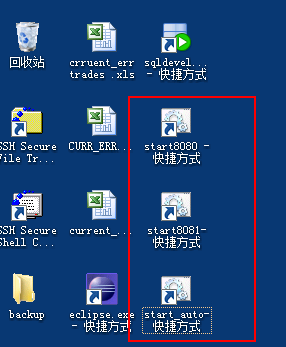 回收站
crruent_err
trades .xls
sqldevel...
- 快捷方式
SSH Secure
File Tr...
CURR_ERR...
start8080 -
快捷方式
SSH Secure
Shell C...
current_...
start8081-
快捷方式
backup
eclipse.exe
- 快捷方式
start_auto-
快捷方式